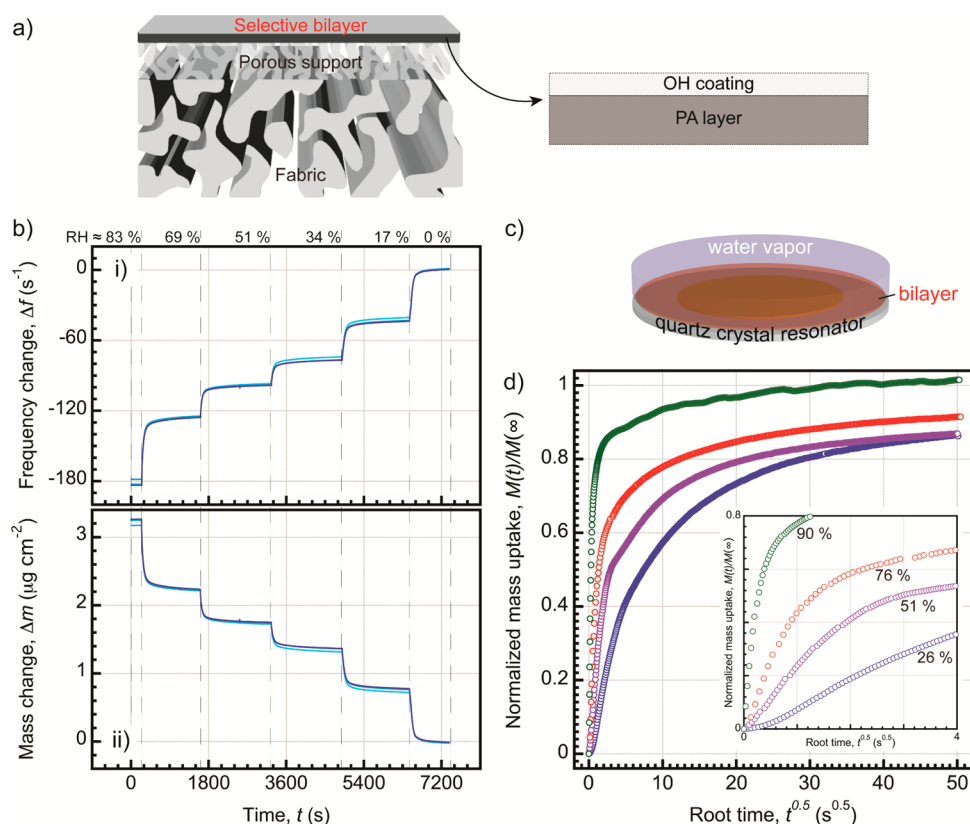 a)
Selective bilayer
Porous support
Fabric
OH coating
PA layer
b)
RH ≈ 83 % 69 % 51 % 34 % 17 % 0 %
i)
Frequency change, Δf (s⁻¹)
0
-60
-120
-180
ii)
Mass change, Δm (µg cm⁻²)
3
2
1
0
0 1800 3600 5400 7200
Time, t (s)
c)
water vapor
bilayer
quartz crystal resonator
d)
Normalized mass uptake, M(t)/M(∞)
1
0.8
0.6
0.4
0.2
0
0 10 20 30 40 50
Root time, t^0.5 (s^0.5)
Normalized mass uptake, M(t)/M(∞)
0.8
0
90 %
76 %
51 %
26 %
0 4
Root time, t^0.5 (s^0.5)